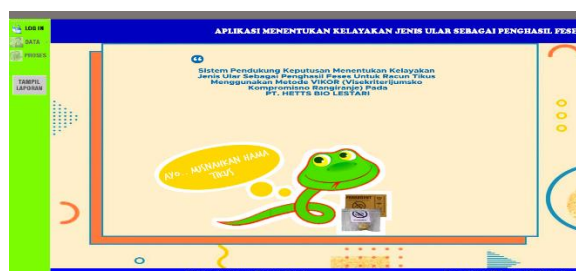 LOG IN
DATA
PROSES
TAMPIL
LAPORAN
APLIKASI MENENTUKAN KELAYAKAN JENIS ULAR SEBAGAI PENGHASIL FESE
Sistem Pendukung Keputusan Menentukan Kelayakan
Jenis Ular Sebagai Penghasil Feses Untuk Racun Tikus
Menggunakan Metode VIKOR (Visekriterijumsko
Kompromisno Rangiranje) Pada
PT. HETTS BIO LESTARI
AYO... MUSNAHKAN HAMA
TIKUS